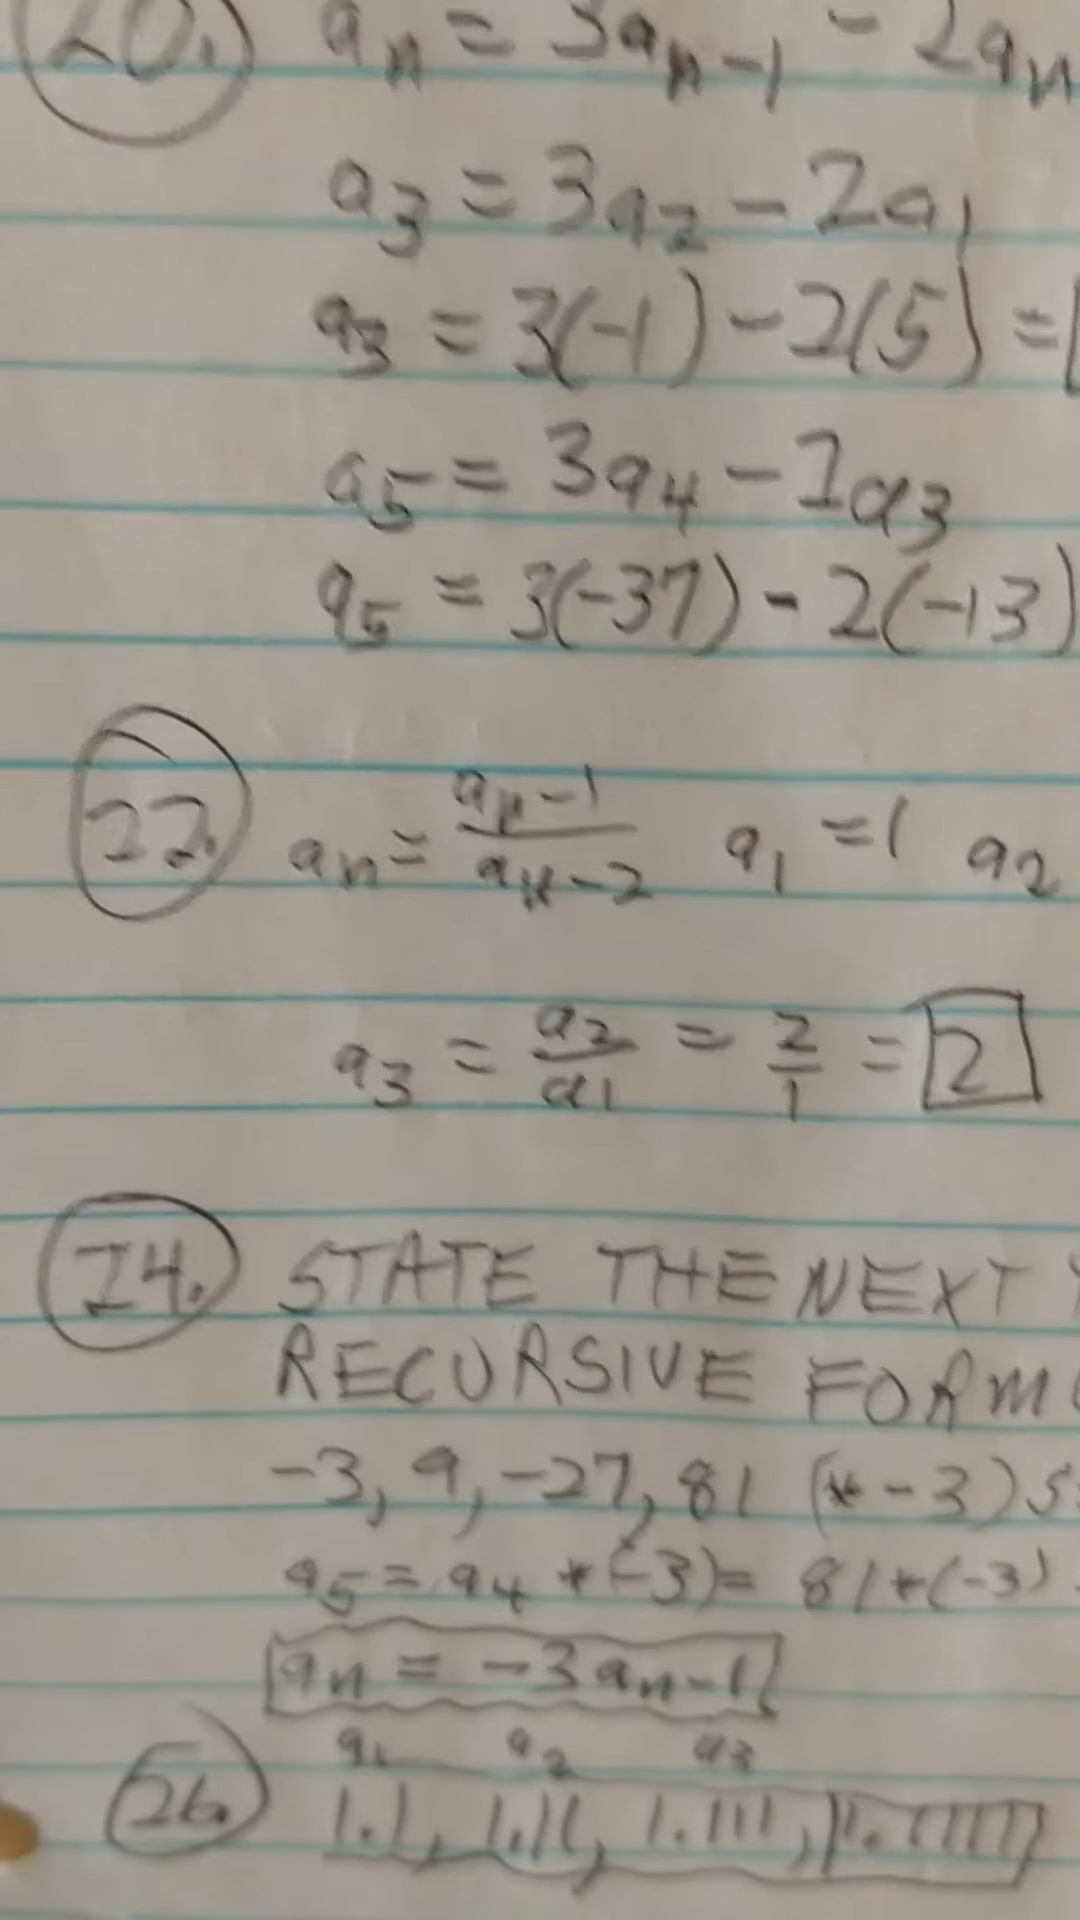 20. aₙ = 3aₙ₋₁ - 2aₙ
a₃ = 3a₂ - 2a₁
a₃ = 3(-1) - 2(5) =
a₅ = 3a₄ - 2a₃
a₅ = 3(-37) - 2(-13)
22. aₙ = aₙ₋₁/aₙ₋₂ a₁ = 1 a₂
a₃ = a₂/a₁ = 2/1 = 2
24. STATE THE NEXT
RECURSIVE FORM
-3, 9, -27, 81 (* -3)
a₅ = a₄ * (-3) = 81 * (-3)
aₙ = -3aₙ₋₁
a₁ a₂ a₃
26. 1.1, 1.11, 1.111, 1.1111